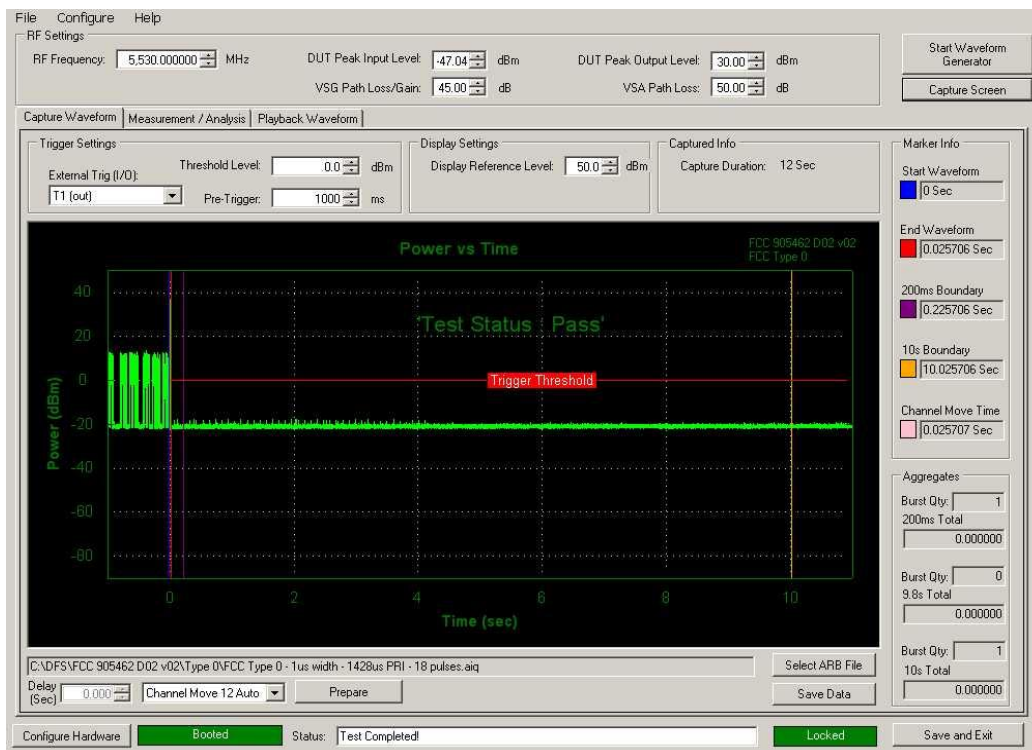 File Configure Help
RF Settings
RF Frequency: 5,530.000000 MHz
DUT Peak Input Level: -47.04 dBm
DUT Peak Output Level: 30.00 dBm
VSG Path Loss/Gain: 45.00 dB
VSA Path Loss: 50.00 dB
Start Waveform
Generator
Capture Screen
Capture Waveform Measurement / Analysis Playback Waveform
Trigger Settings
External Trig (I/O):
T1 (out)
Threshold Level: 0.0 dBm
Pre-Trigger: 1000 ms
Display Settings
Display Reference Level: 50.0 dBm
Captured Info
Capture Duration: 12 Sec
Marker Info
Start Waveform
0 Sec
End Waveform
0.025706 Sec
200ms Boundary
0.225706 Sec
10s Boundary
10.025706 Sec
Channel Move Time
0.025707 Sec
Power vs Time
FCC 905462 D02 v02
FCC Type 0
'Test Status : Pass'
Trigger Threshold
Power (dBm)
40
20
0
-20
-40
-60
-80
0 2 4 6 8 10
Time (sec)
Aggregates
Burst Qty: 1
200ms Total
0.000000
Burst Qty: 0
9.8s Total
0.000000
Burst Qty: 1
10s Total
0.000000
C:\DFS\FCC 905462 D02 v02\Type 0\FCC Type 0 - 1us width - 1428us PRI - 18 pulses.aiq
Select ARB File
Delay
(Sec) 0.000
Channel Move 12 Auto
Prepare
Save Data
Configure Hardware
Booted
Status: Test Completed!
Locked
Save and Exit